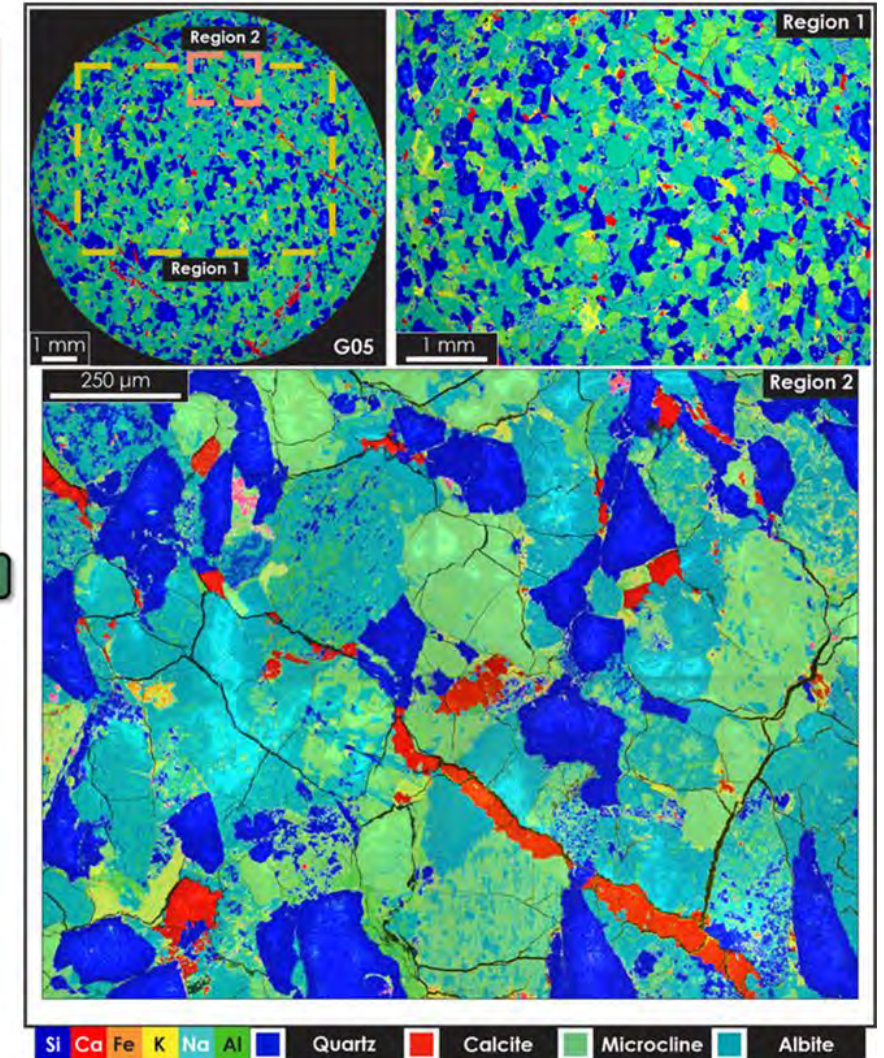 Region 2
Region 1
1 mm
G05
Region 1
1 mm
250 µm
Region 2
Si Ca Fe K Na Al Quartz Calcite Microcline Albite